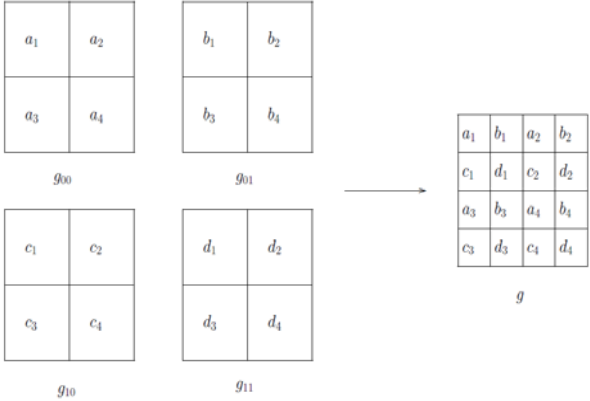 a₁ a₂
a₃ a₄
g₀₀
b₁ b₂
b₃ b₄
g₀₁
c₁ c₂
c₃ c₄
g₁₀
d₁ d₂
d₃ d₄
g₁₁
a₁ b₁ a₂ b₂
c₁ d₁ c₂ d₂
a₃ b₃ a₄ b₄
c₃ d₃ c₄ d₄
g